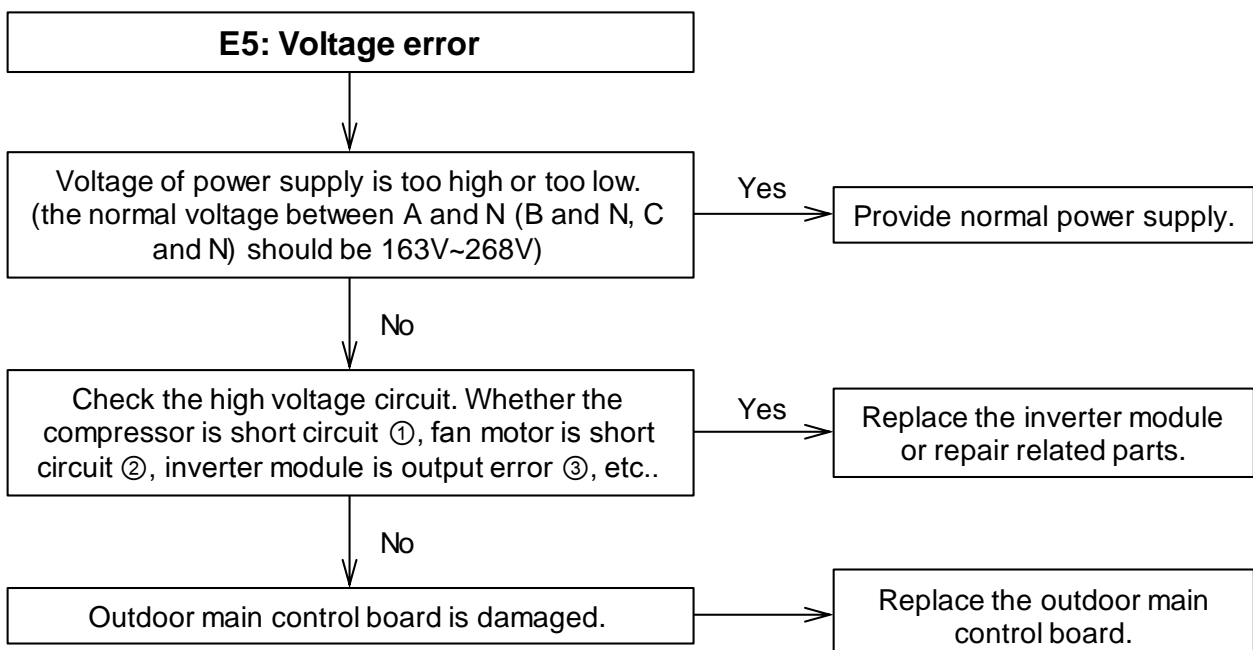 E5: Voltage error
Voltage of power supply is too high or too low.
(the normal voltage between A and N (B and N, C
and N) should be 163V~268V)
Yes
Provide normal power supply.
No
Check the high voltage circuit. Whether the
compressor is short circuit ①, fan motor is short
circuit ②, inverter module is output error ③, etc..
Yes
Replace the inverter module
or repair related parts.
No
Outdoor main control board is damaged.
Replace the outdoor main
control board.